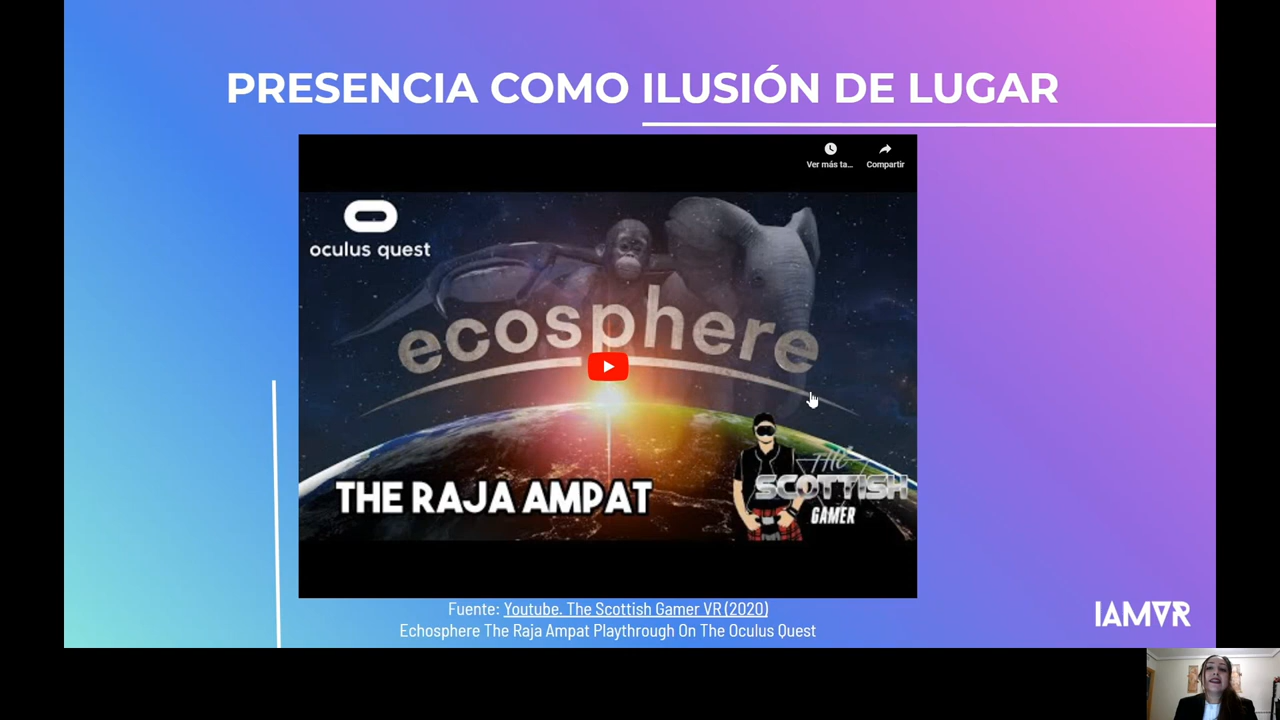 PRESENCIA COMO ILUSIÓN DE LUGAR
Ver más ta...
Compartir
oculus quest
ecosphere
THE RAJA AMPAT
THE
SCOTTISH
GAMER
Fuente: Youtube. The Scottish Gamer VR (2020)
Echosphere The Raja Ampat Playthrough On The Oculus Quest
IAMVR